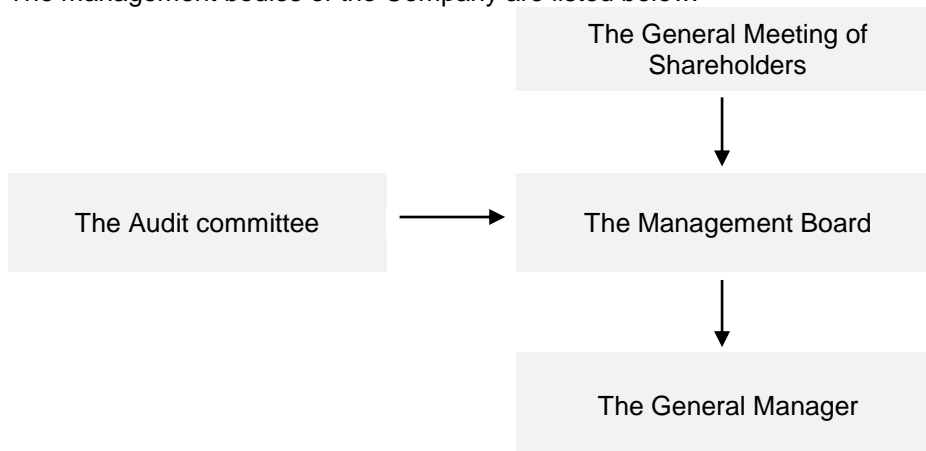 The management bodies of the Company are listed below:
The General Meeting of
Shareholders
The Audit committee
The Management Board
The General Manager